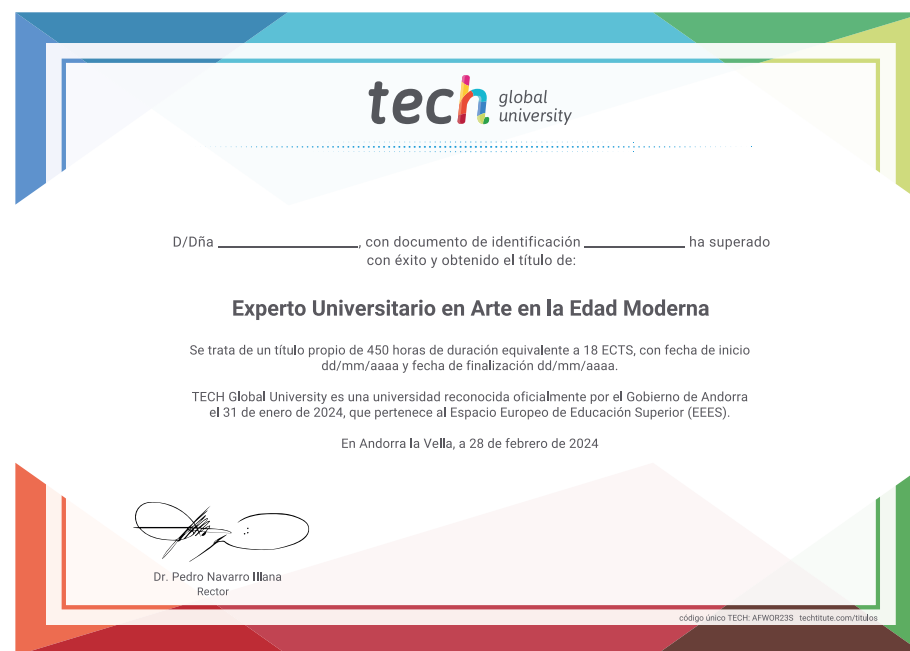 tech global
university
D/Dña ______________, con documento de identificación __________ ha superado
con éxito y obtenido el título de:
Experto Universitario en Arte en la Edad Moderna
Se trata de un título propio de 450 horas de duración equivalente a 18 ECTS, con fecha de inicio
dd/mm/aaaa y fecha de finalización dd/mm/aaaa.
TECH Global University es una universidad reconocida oficialmente por el Gobierno de Andorra
el 31 de enero de 2024, que pertenece al Espacio Europeo de Educación Superior (EEES).
En Andorra la Vella, a 28 de febrero de 2024
Dr. Pedro Navarro Illana
Rector
código único TECH: AFWOR23S techtitute.com/titulos